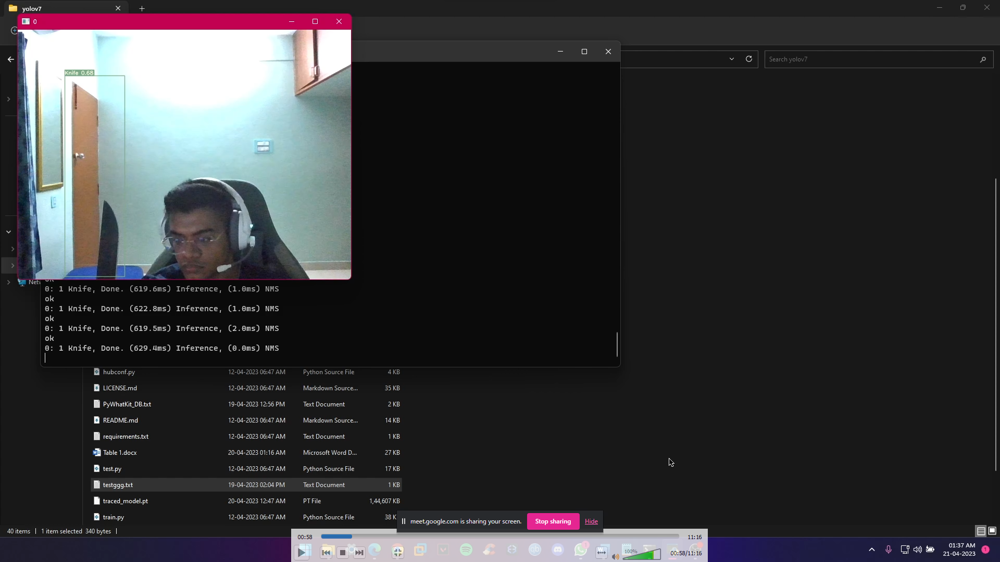 yolov7
0
Search yolov7
Knife 0.68
0: 1 Knife, Done. (619.6ms) Inference, (1.0ms) NMS
ok
0: 1 Knife, Done. (622.8ms) Inference, (1.0ms) NMS
ok
0: 1 Knife, Done. (619.5ms) Inference, (2.0ms) NMS
ok
0: 1 Knife, Done. (629.4ms) Inference, (0.0ms) NMS
hubconf.py 12-04-2023 06:47 AM Python Source File 4 KB
LICENSE.md 12-04-2023 06:47 AM Markdown Source... 35 KB
PyWhatKit_DB.txt 19-04-2023 12:56 PM Text Document 2 KB
README.md 12-04-2023 06:47 AM Markdown Source... 14 KB
requirements.txt 12-04-2023 06:47 AM Text Document 1 KB
Table 1.docx 20-04-2023 01:16 AM Microsoft Word D... 27 KB
test.py 12-04-2023 06:47 AM Python Source File 17 KB
testggg.txt 19-04-2023 02:04 PM Text Document 1 KB
traced_model.pt 20-04-2023 12:47 AM PT File 1,44,607 KB
train.py 12-04-2023 06:47 AM Python Source File 38
meet.google.com is sharing your screen. Stop sharing Hide
40 items 1 item selected 340 bytes
00:58 11:16
100% 00:58/11:16
01:37 AM
21-04-2023
1